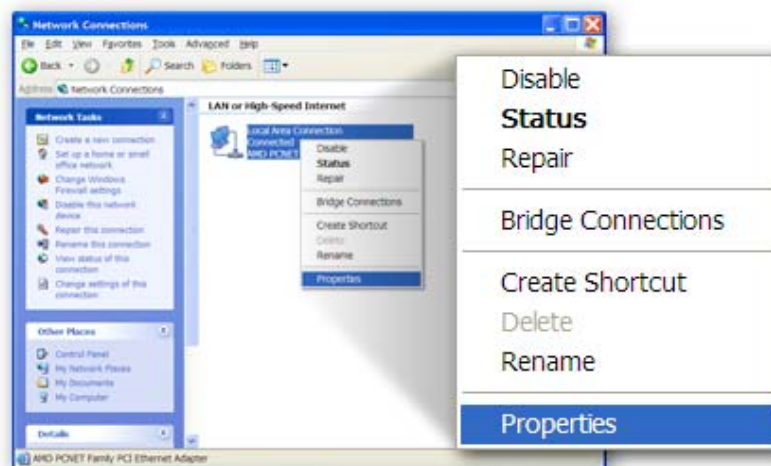 Network Connections
File Edit View Favorites Tools Advanced Help
Back Search Folders
Address Network Connections
Network Tasks
Create a new connection
Set up a home or small
office network
Change Windows
Firewall settings
Disable this network
device
Repair this connection
Rename this connection
View status of this
connection
Change settings of this
connection
Other Places
Control Panel
My Network Places
My Documents
My Computer
Details
LAN or High-Speed Internet
Local Area Connection
Connected
AMD PCNET
Disable
Status
Repair
Bridge Connections
Create Shortcut
Delete
Rename
Properties
AMD PCNET Family PCI Ethernet Adapter
Disable
Status
Repair
Bridge Connections
Create Shortcut
Delete
Rename
Properties